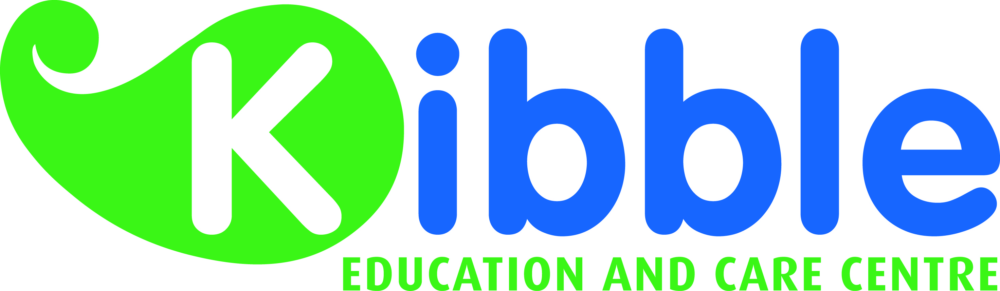 Kibble
EDUCATION AND CARE CENTRE